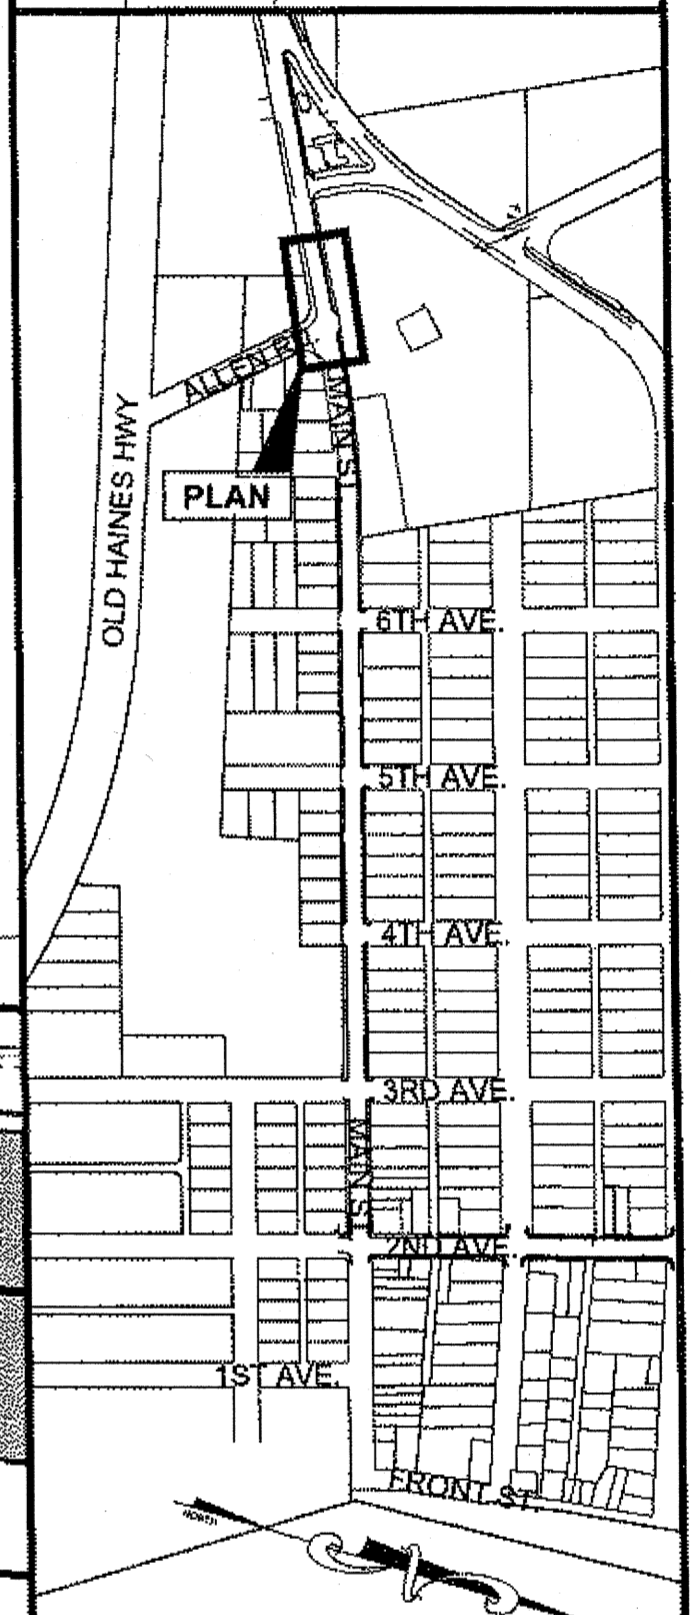 ALLEN RD
MAIN ST
OLD HAINES HWY
PLAN
6TH AVE.
5TH AVE.
4TH AVE.
3RD AVE.
MAIN ST
2ND AVE.
1ST AVE.
FRONT ST.
NORTH